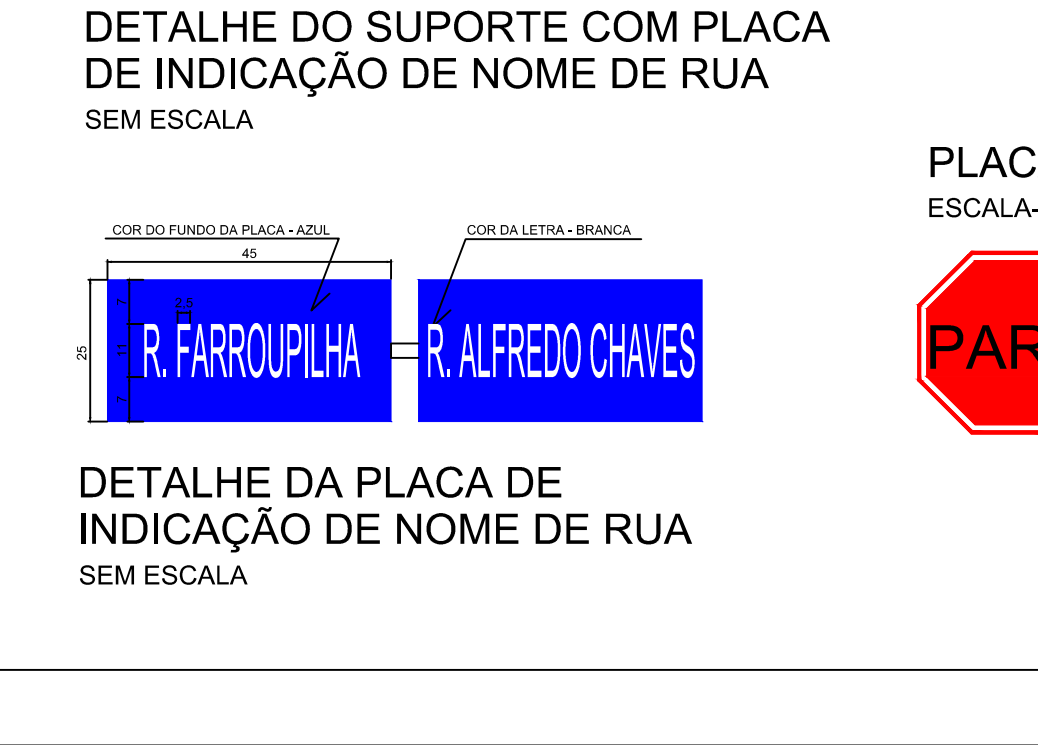 DETALHE DO SUPORTE COM PLACA
DE INDICAÇÃO DE NOME DE RUA
SEM ESCALA
PLAC
ESCALA-
COR DO FUNDO DA PLACA - AZUL
COR DA LETRA - BRANCA
45
7
2,5
25
11
7
R. FARROUPILHA
R. ALFREDO CHAVES
PAR
DETALHE DA PLACA DE
INDICAÇÃO DE NOME DE RUA
SEM ESCALA